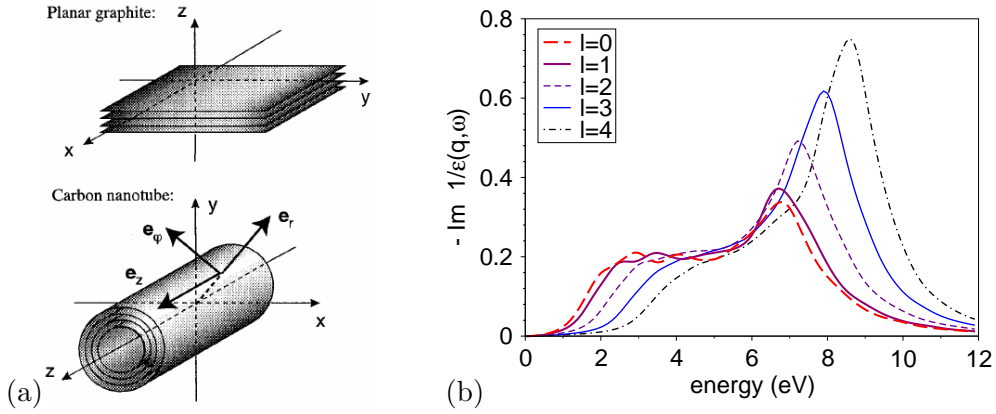 Planar graphite:
z
y
x
Carbon nanotube:
y
e_r
e_φ
e_z
x
z
(a)
0.8
0.6
0.4
0.2
0
- Im 1/ε(q,ω)
l=0
l=1
l=2
l=3
l=4
0 2 4 6 8 10 12
energy (eV)
(b)